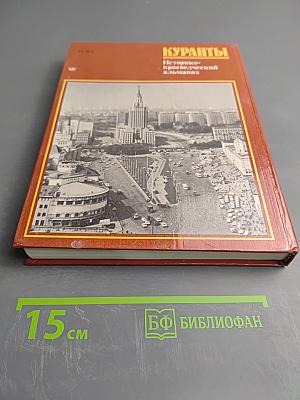 КУРАНТЫ
Историко-
краеведческий
альманах
15 см
БФ БИБЛИОФАН